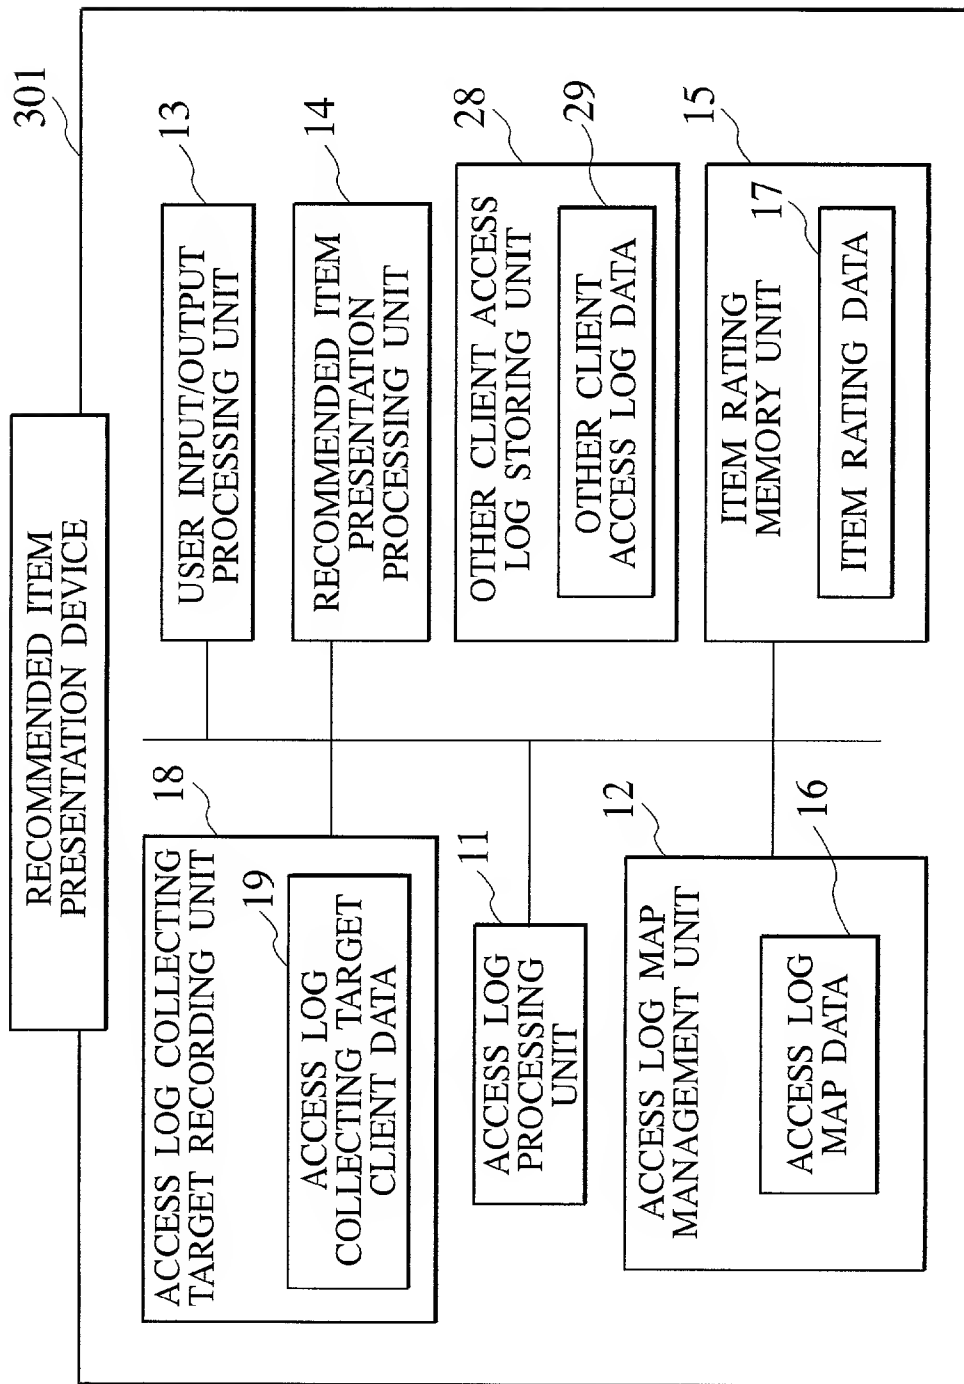 RECOMMENDED ITEM
PRESENTATION DEVICE
301
ACCESS LOG COLLECTING
TARGET RECORDING UNIT
18
19
ACCESS LOG
COLLECTING TARGET
CLIENT DATA
11
ACCESS LOG
PROCESSING
UNIT
12
ACCESS LOG MAP
MANAGEMENT UNIT
16
ACCESS LOG
MAP DATA
13
USER INPUT/OUTPUT
PROCESSING UNIT
14
RECOMMENDED ITEM
PRESENTATION
PROCESSING UNIT
28
OTHER CLIENT ACCESS
LOG STORING UNIT
29
OTHER CLIENT
ACCESS LOG DATA
15
ITEM RATING
MEMORY UNIT
17
ITEM RATING DATA